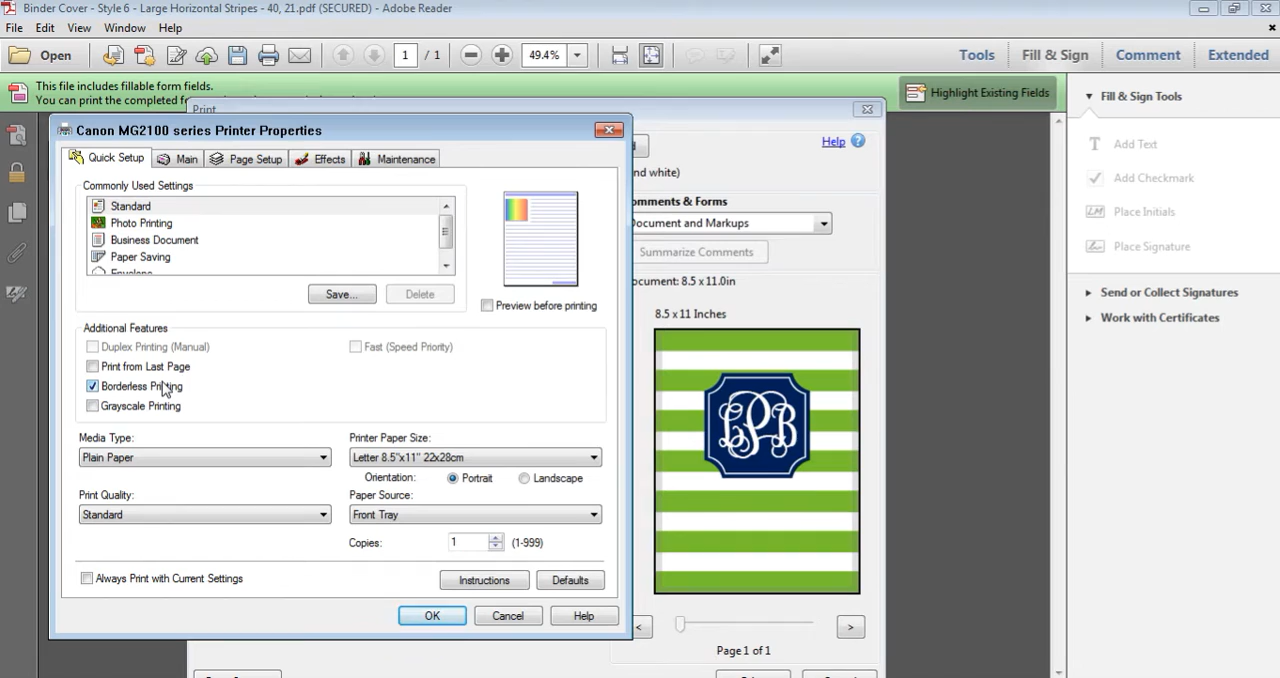 Binder Cover - Style 6 - Large Horizontal Stripes - 40, 21.pdf (SECURED) - Adobe Reader
File Edit View Window Help
Open 1 / 1 49.4% Tools Fill & Sign Comment Extended
This file includes fillable form fields.
You can print the completed f
Highlight Existing Fields
Fill & Sign Tools
Add Text
Add Checkmark
LM Place Initials
Place Signature
Send or Collect Signatures
Work with Certificates
Print
Help
nd white)
omments & Forms
Document and Markups
Summarize Comments
ocument: 8.5 x 11.0in
8.5 x 11 Inches
< >
Page 1 of 1
Canon MG2100 series Printer Properties
Quick Setup Main Page Setup Effects Maintenance
Commonly Used Settings
Standard
Photo Printing
Business Document
Paper Saving
Envelope
Save... Delete
Preview before printing
Additional Features
Duplex Printing (Manual) Fast (Speed Priority)
Print from Last Page
Borderless Printing
Grayscale Printing
Media Type: Printer Paper Size:
Plain Paper Letter 8.5"x11" 22x28cm
Orientation: Portrait Landscape
Print Quality: Paper Source:
Standard Front Tray
Copies: 1 (1-999)
Always Print with Current Settings Instructions Defaults
OK Cancel Help